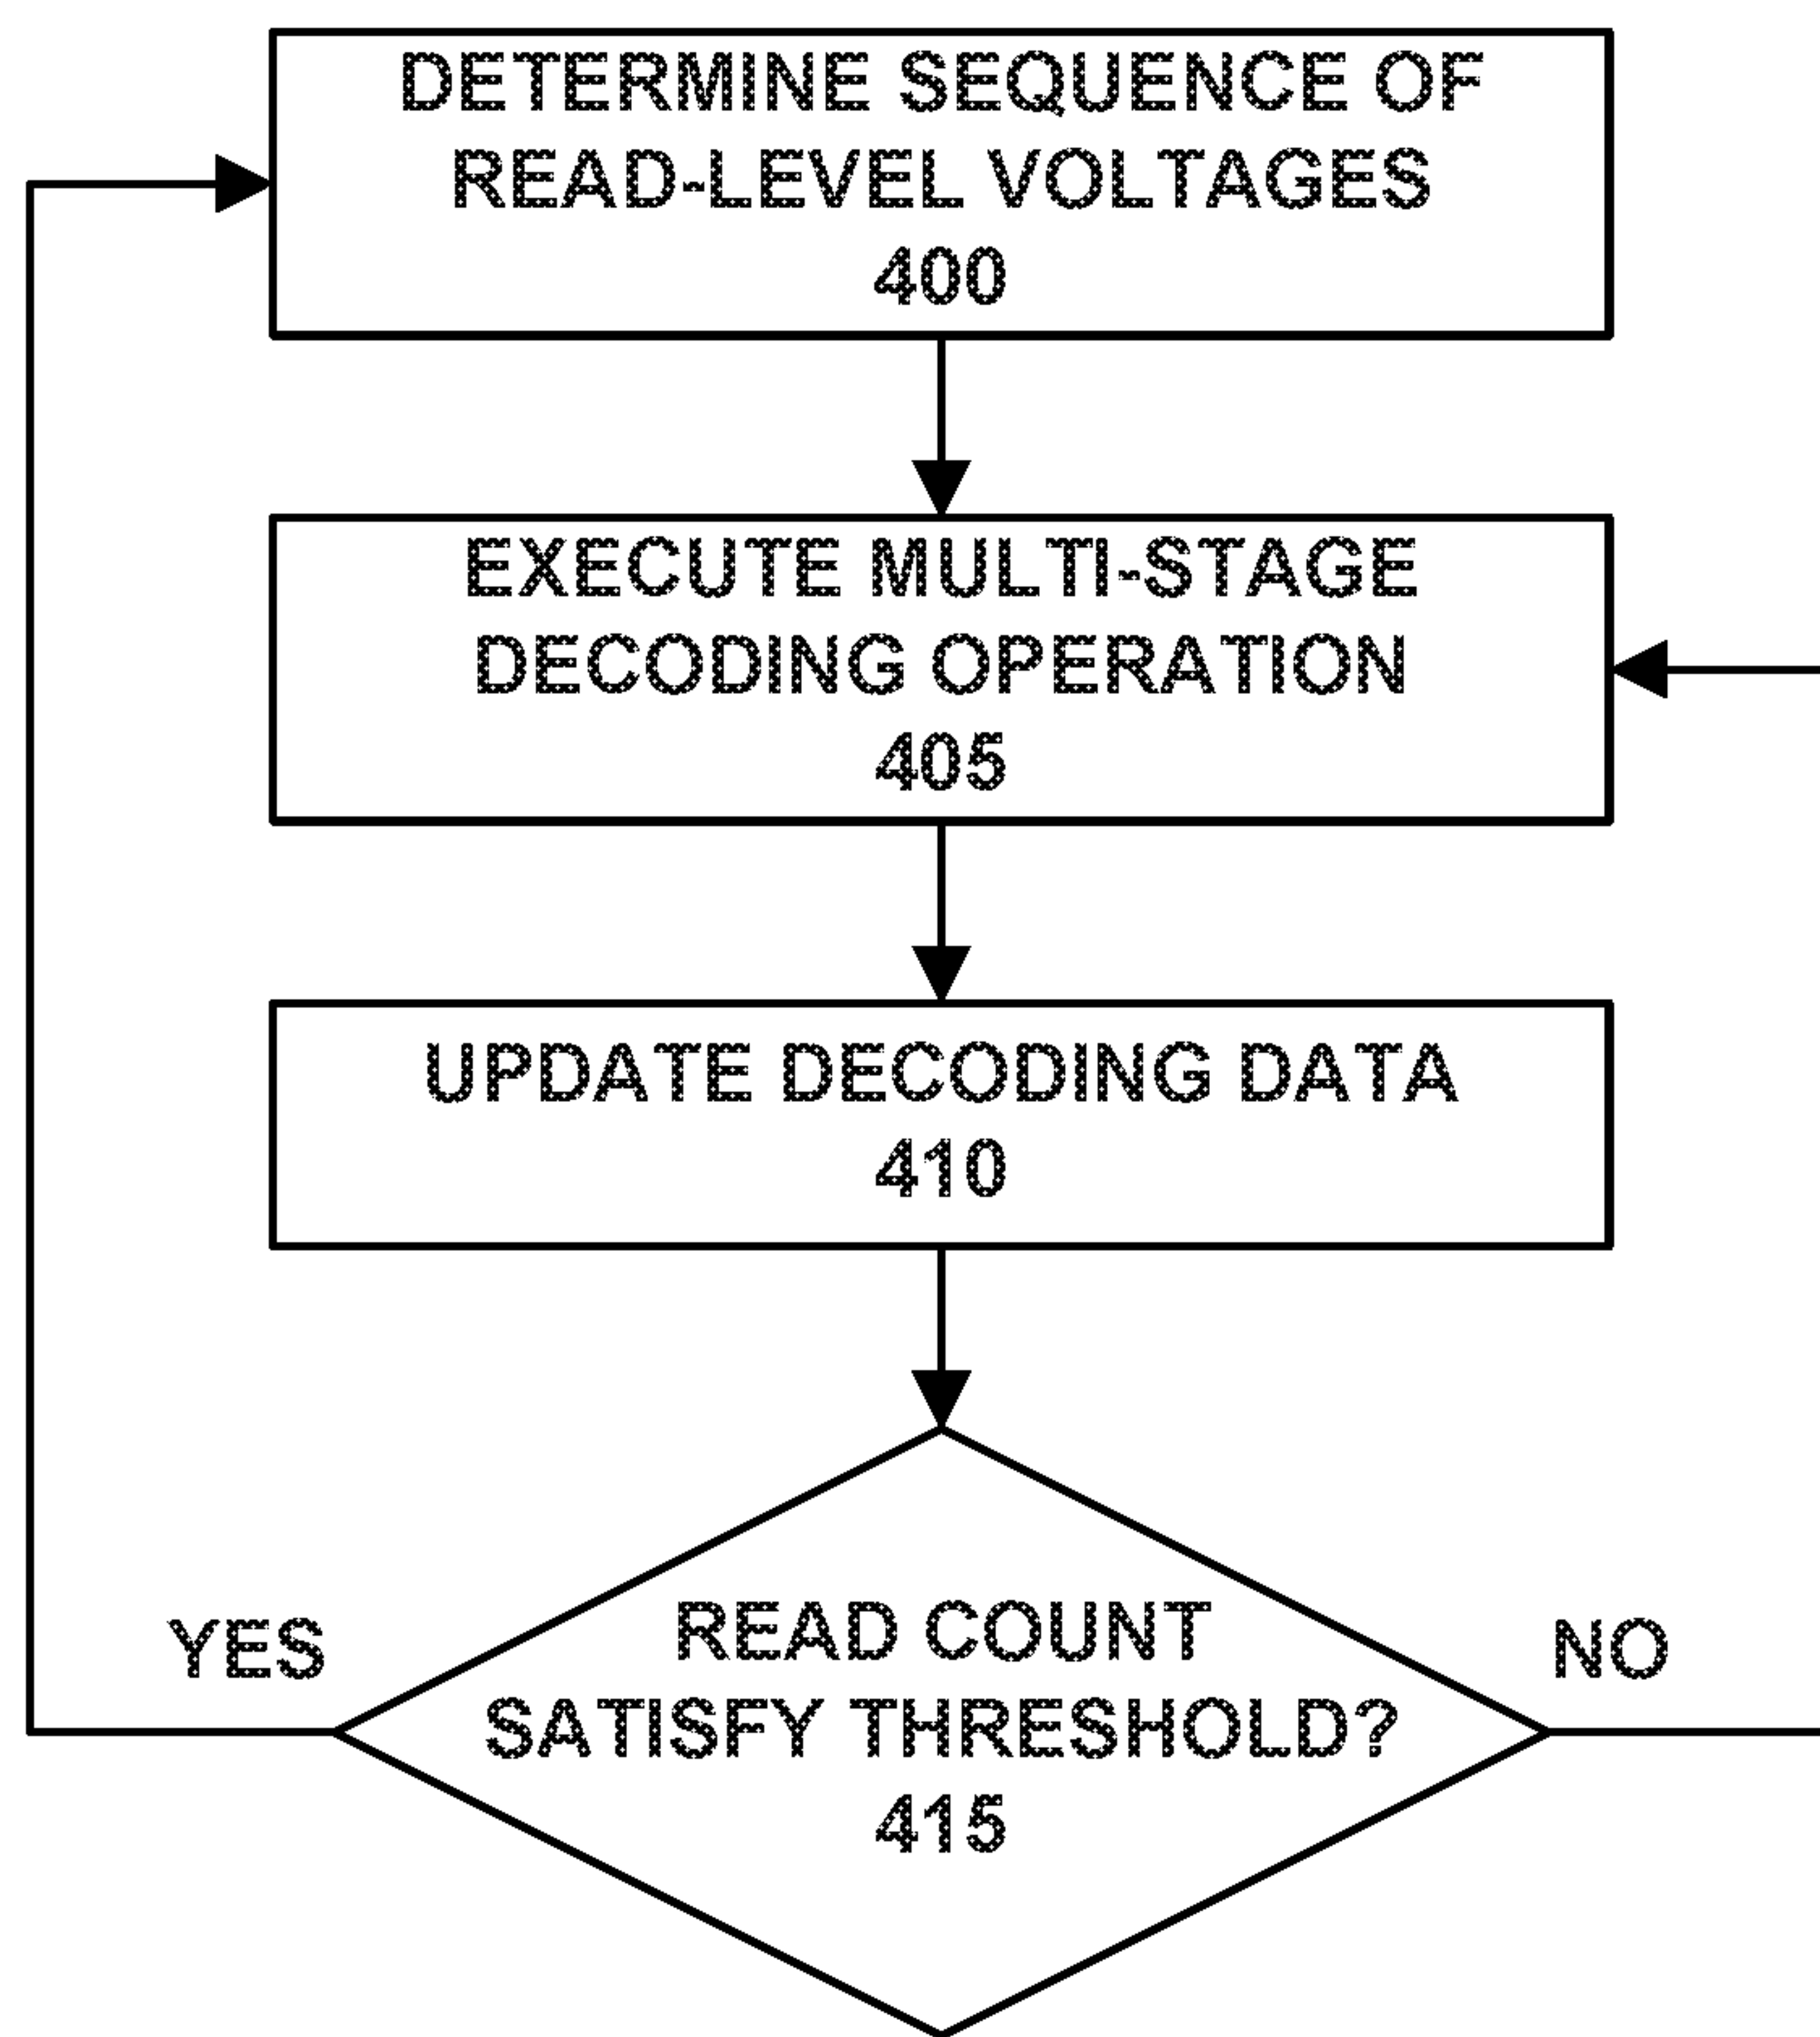 DETERMINE SEQUENCE OF
READ-LEVEL VOLTAGES
400
EXECUTE MULTI-STAGE
DECODING OPERATION
405
UPDATE DECODING DATA
410
READ COUNT
SATISFY THRESHOLD?
415
YES
NO